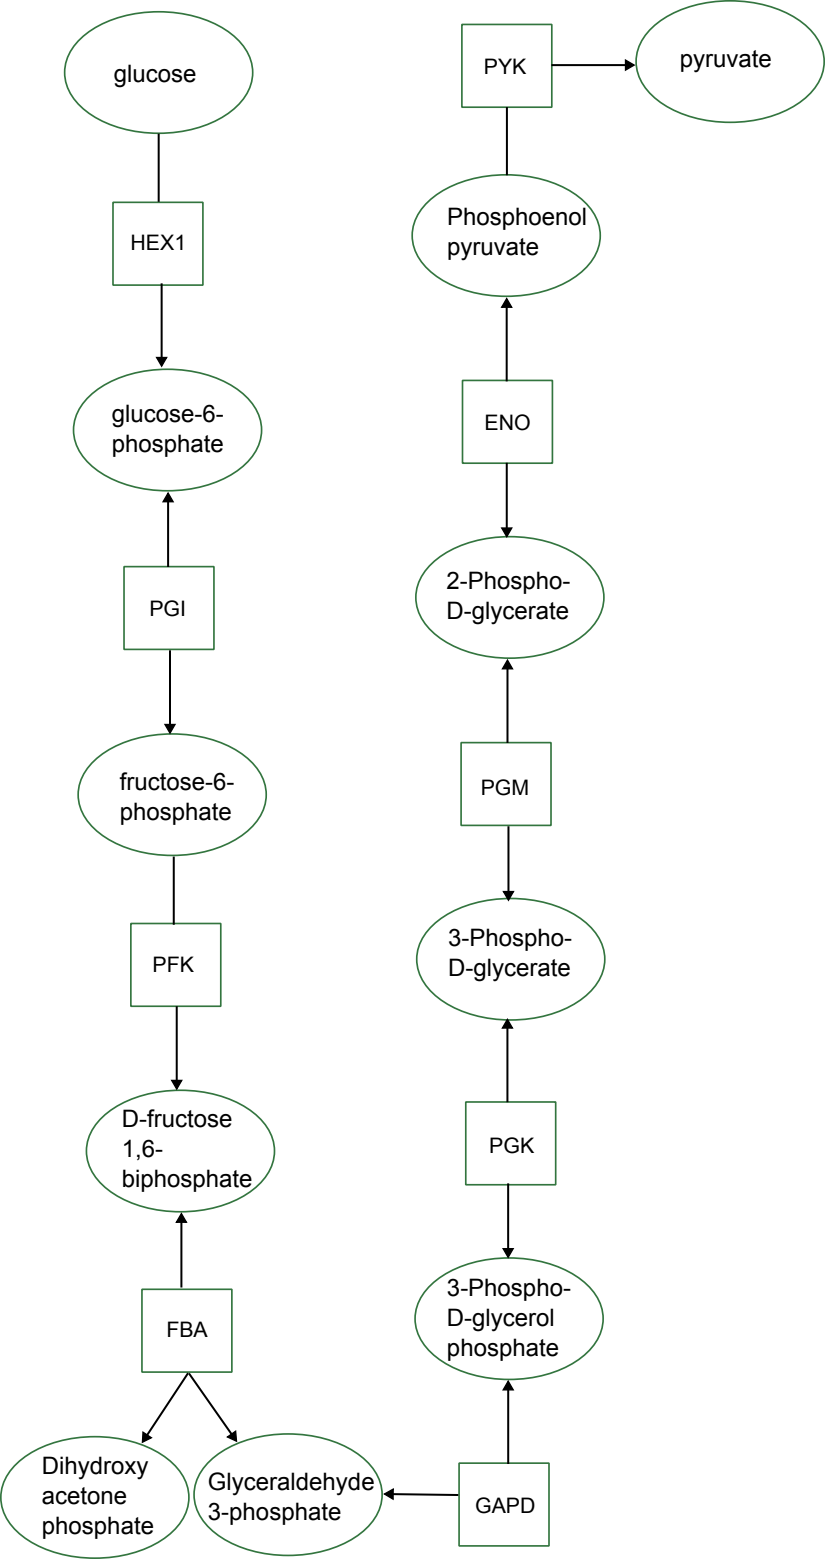 glucose
HEX1
glucose-6-
phosphate
PGI
fructose-6-
phosphate
PFK
D-fructose
1,6-
biphosphate
FBA
Dihydroxy
acetone
phosphate
Glyceraldehyde
3-phosphate
GAPD
3-Phospho-
D-glycerol
phosphate
PGK
3-Phospho-
D-glycerate
PGM
2-Phospho-
D-glycerate
ENO
Phosphoenol
pyruvate
PYK
pyruvate